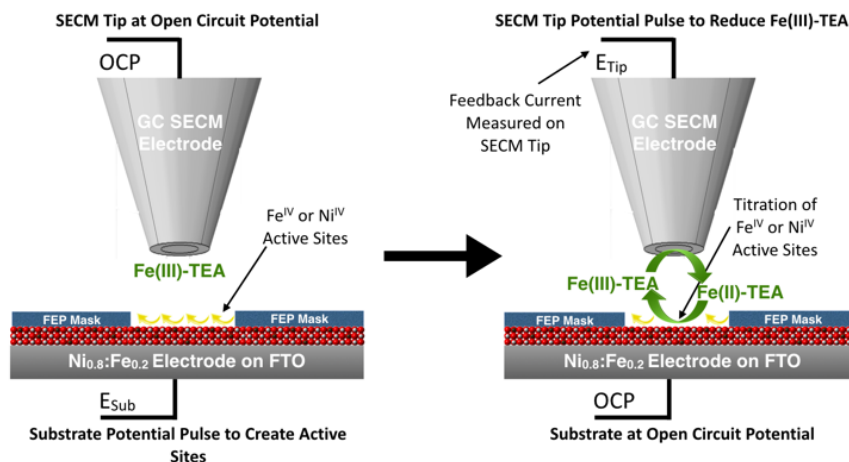 SECM Tip at Open Circuit Potential
OCP
GC SECM
Electrode
Fe^IV or Ni^IV
Active Sites
Fe(III)-TEA
FEP Mask
FEP Mask
Ni₀.₈:Fe₀.₂ Electrode on FTO
E_Sub
Substrate Potential Pulse to Create Active
Sites
SECM Tip Potential Pulse to Reduce Fe(III)-TEA
E_Tip
Feedback Current
Measured on
SECM Tip
GC SECM
Electrode
Titration of
Fe^IV or Ni^IV
Active Sites
Fe(III)-TEA
Fe(II)-TEA
FEP Mask
FEP Mask
Ni₀.₈:Fe₀.₂ Electrode on FTO
OCP
Substrate at Open Circuit Potential